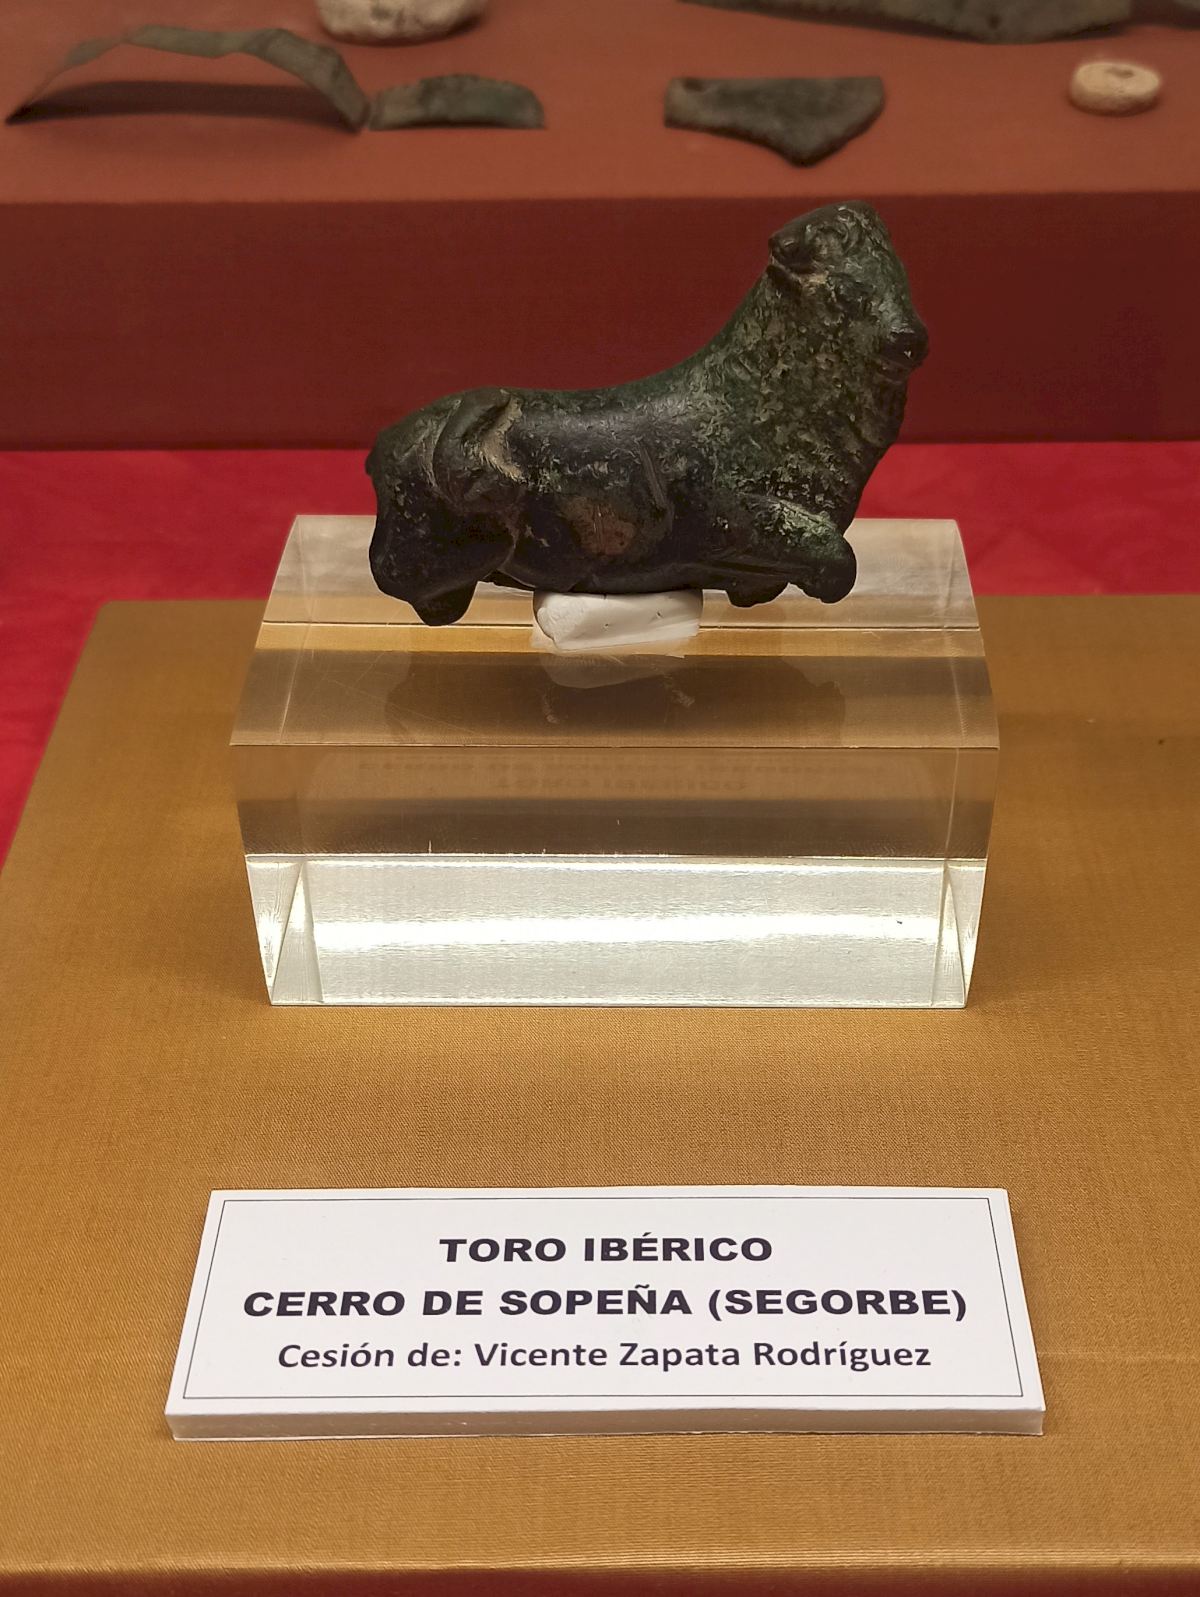 TORO IBÉRICO
CERRO DE SOPEÑA (SEGORBE)
Cesión de: Vicente Zapata Rodríguez